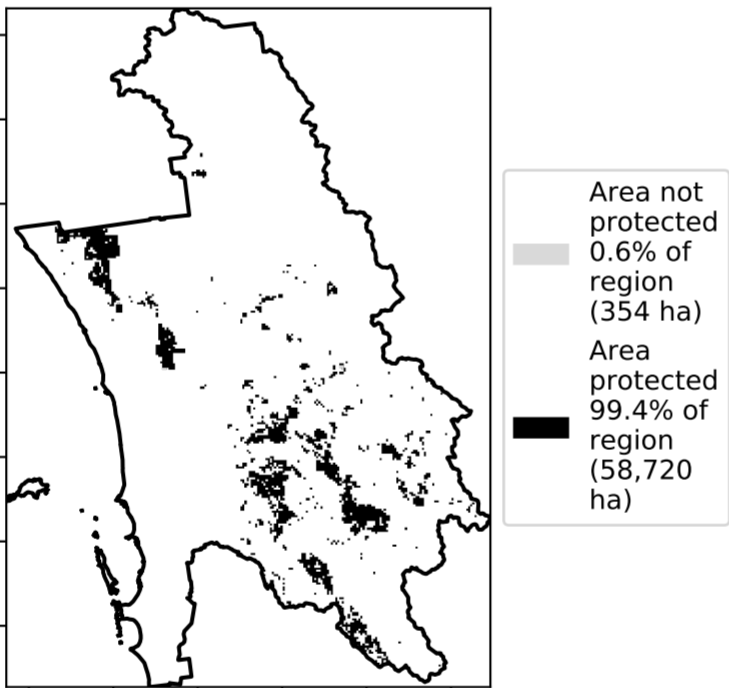 Area not
protected
0.6% of
region
(354 ha)
Area
protected
99.4% of
region
(58,720
ha)